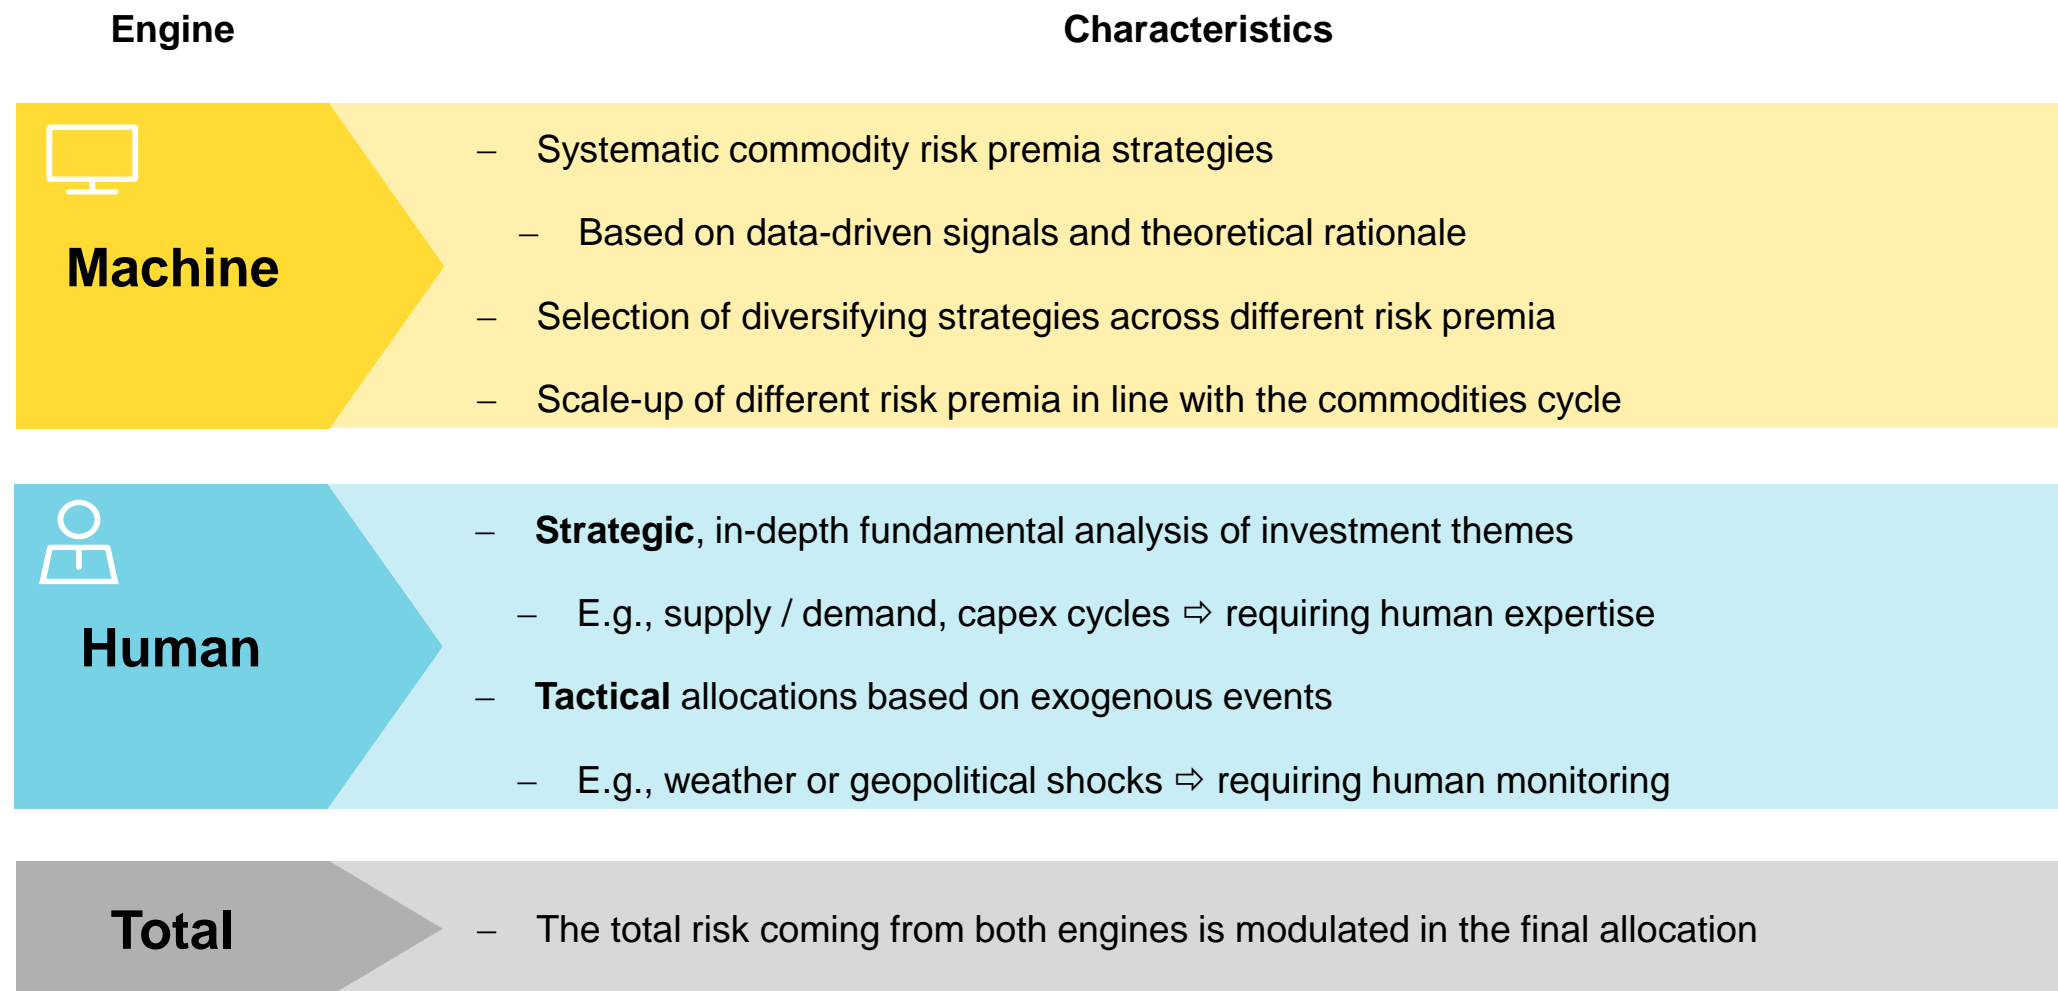 Engine
Characteristics
Machine
– Systematic commodity risk premia strategies
– Based on data-driven signals and theoretical rationale
– Selection of diversifying strategies across different risk premia
– Scale-up of different risk premia in line with the commodities cycle
Human
– Strategic, in-depth fundamental analysis of investment themes
– E.g., supply / demand, capex cycles ⇨ requiring human expertise
– Tactical allocations based on exogenous events
– E.g., weather or geopolitical shocks ⇨ requiring human monitoring
Total
– The total risk coming from both engines is modulated in the final allocation